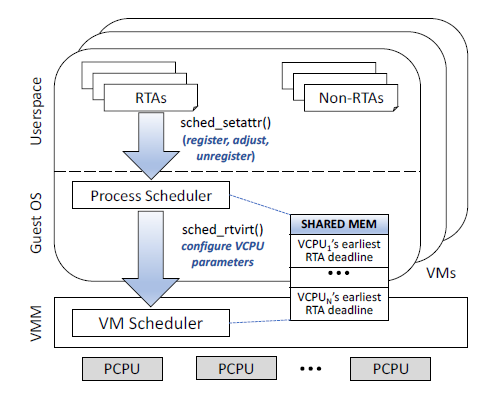 Userspace
RTAs
Non-RTAs
sched_setattr()
(register, adjust,
unregister)
Guest OS
Process Scheduler
sched_rtvirt()
configure VCPU
parameters
SHARED MEM
VCPU₁'s earliest
RTA deadline
•••
VCPUN's earliest
RTA deadline
VMs
VMM
VM Scheduler
PCPU
PCPU
•••
PCPU